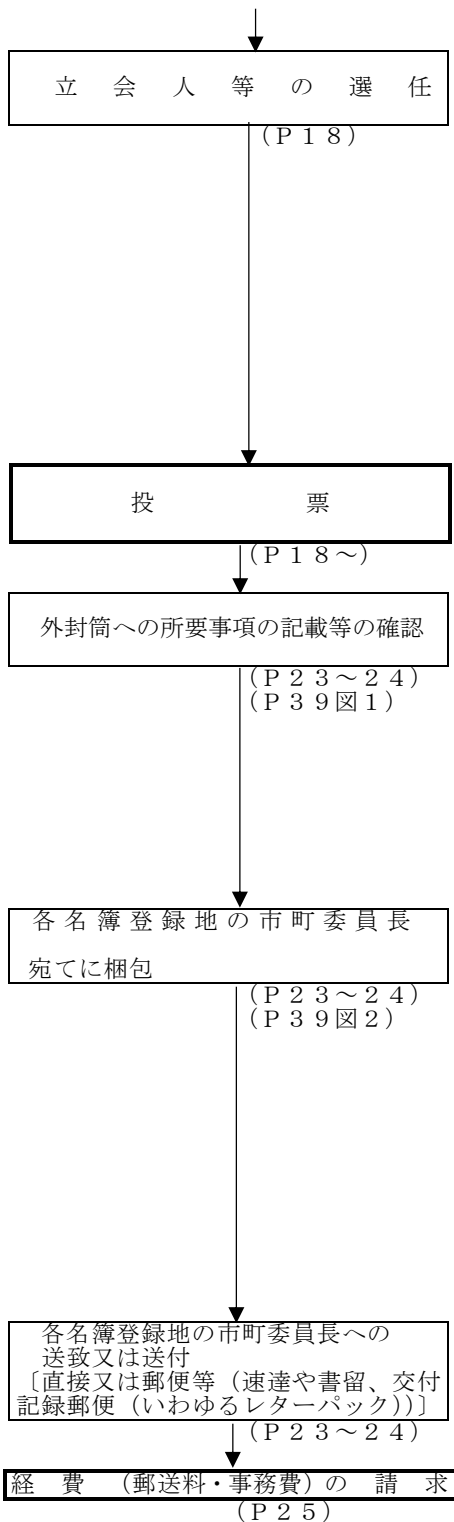 立会人等の選任
（Ｐ１８）
投票
（Ｐ１８～）
外封筒への所要事項の記載等の確認
（Ｐ２３～２４）
（Ｐ３９図１）
各名簿登録地の市町委員長
宛てに梱包
（Ｐ２３～２４）
（Ｐ３９図２）
各名簿登録地の市町委員長への
送致又は送付
〔直接又は郵便等（速達や書留、交付
記録郵便（いわゆるレターパック））〕
（Ｐ２３～２４）
経費（郵送料・事務費）の請求
（Ｐ２５）